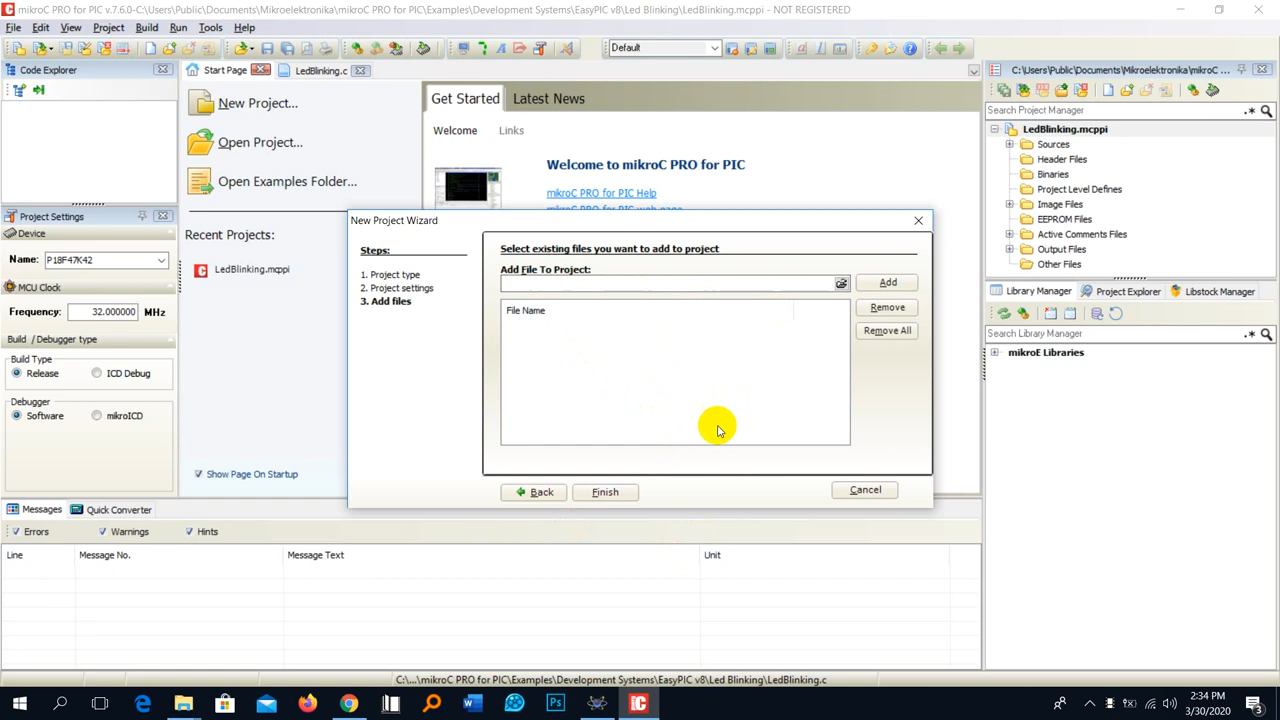 mikroC PRO for PIC v.7.6.0-C:\Users\Public\Documents\Mikroelektronika\mikroC PRO for PIC\Examples\Development Systems\EasyPIC v8\Led Blinking\LedBlinking.mcppi - NOT REGISTERED
File Edit View Project Build Run Tools Help
Default
Code Explorer
Start Page
LedBlinking.c
C:\Users\Public\Documents\Mikroelektronika\mikroC ...
New Project...
Open Project...
Open Examples Folder...
Recent Projects:
LedBlinking.mcppi
Show Page On Startup
Get Started Latest News
Welcome Links
Welcome to mikroC PRO for PIC
mikroC PRO for PIC Help
mikroC PRO for PIC web page
Project Settings
Device
Name: P18F47K42
MCU Clock
Frequency: 32.000000 MHz
Build / Debugger type
Build Type
Release ICD Debug
Debugger
Software mikroICD
New Project Wizard
Steps:
1. Project type
2. Project settings
3. Add files
Select existing files you want to add to project
Add File To Project:
Add
File Name
Remove
Remove All
Back Finish Cancel
Search Project Manager
LedBlinking.mcppi
Sources
Header Files
Binaries
Project Level Defines
Image Files
EEPROM Files
Active Comments Files
Output Files
Other Files
Library Manager Project Explorer Libstock Manager
Search Library Manager
mikroE Libraries
Messages Quick Converter
Errors Warnings Hints
Line Message No. Message Text Unit
C:\...\mikroC PRO for PIC\Examples\Development Systems\EasyPIC v8\Led Blinking\LedBlinking.c
2:34 PM
3/30/2020
3